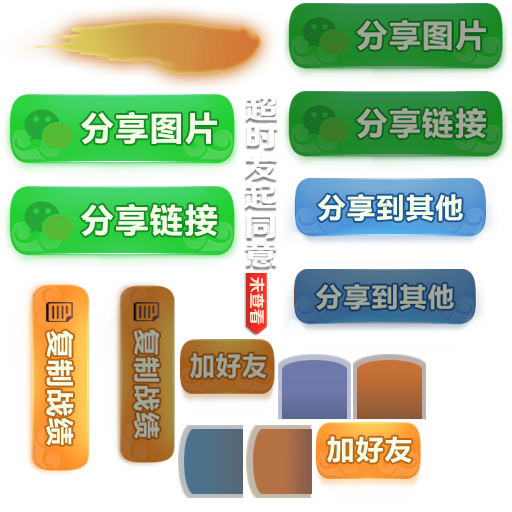 分享图片
分享图片
分享链接
分享链接
超时
友起
同意
分享到其他
未查看
分享到其他
复制战绩
复制战绩
加好友
加好友